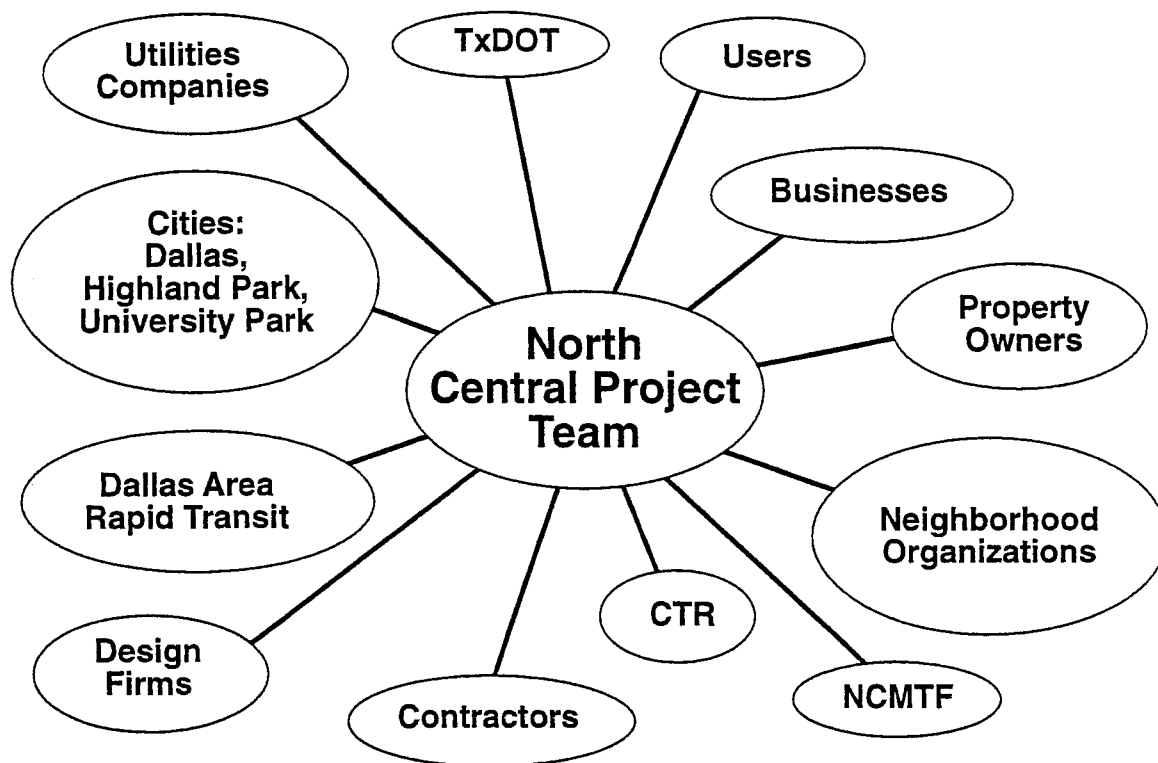 Utilities
Companies
TxDOT
Users
Businesses
Cities:
Dallas,
Highland Park,
University Park
Property
Owners
North
Central Project
Team
Dallas Area
Rapid Transit
Neighborhood
Organizations
CTR
Design
Firms
Contractors
NCMTF